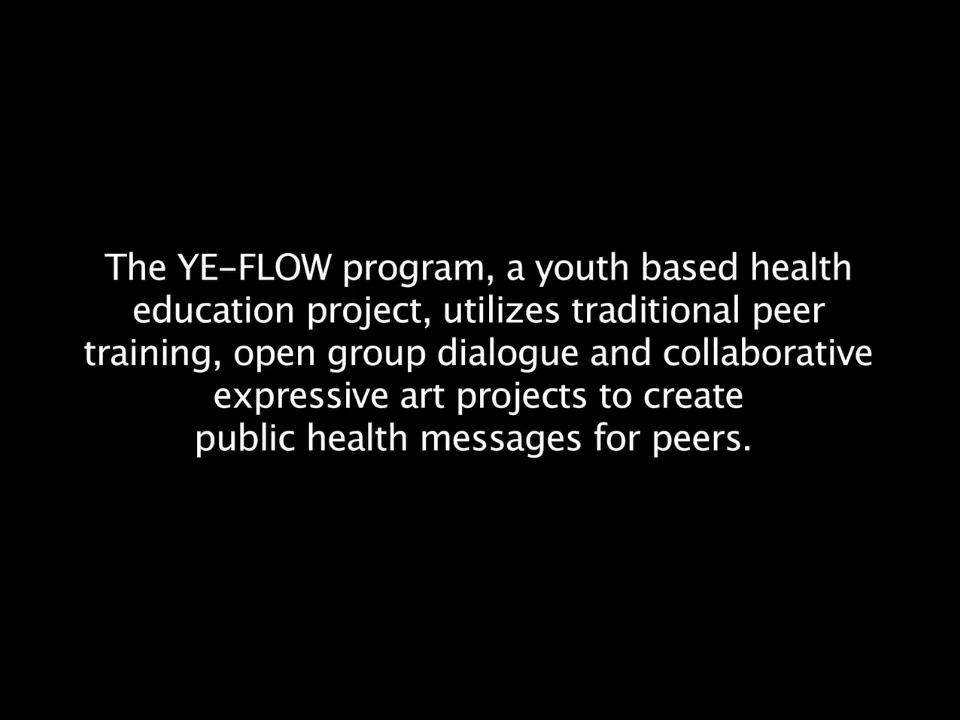 The YE-FLOW program, a youth based health
education project, utilizes traditional peer
training, open group dialogue and collaborative
expressive art projects to create
public health messages for peers.